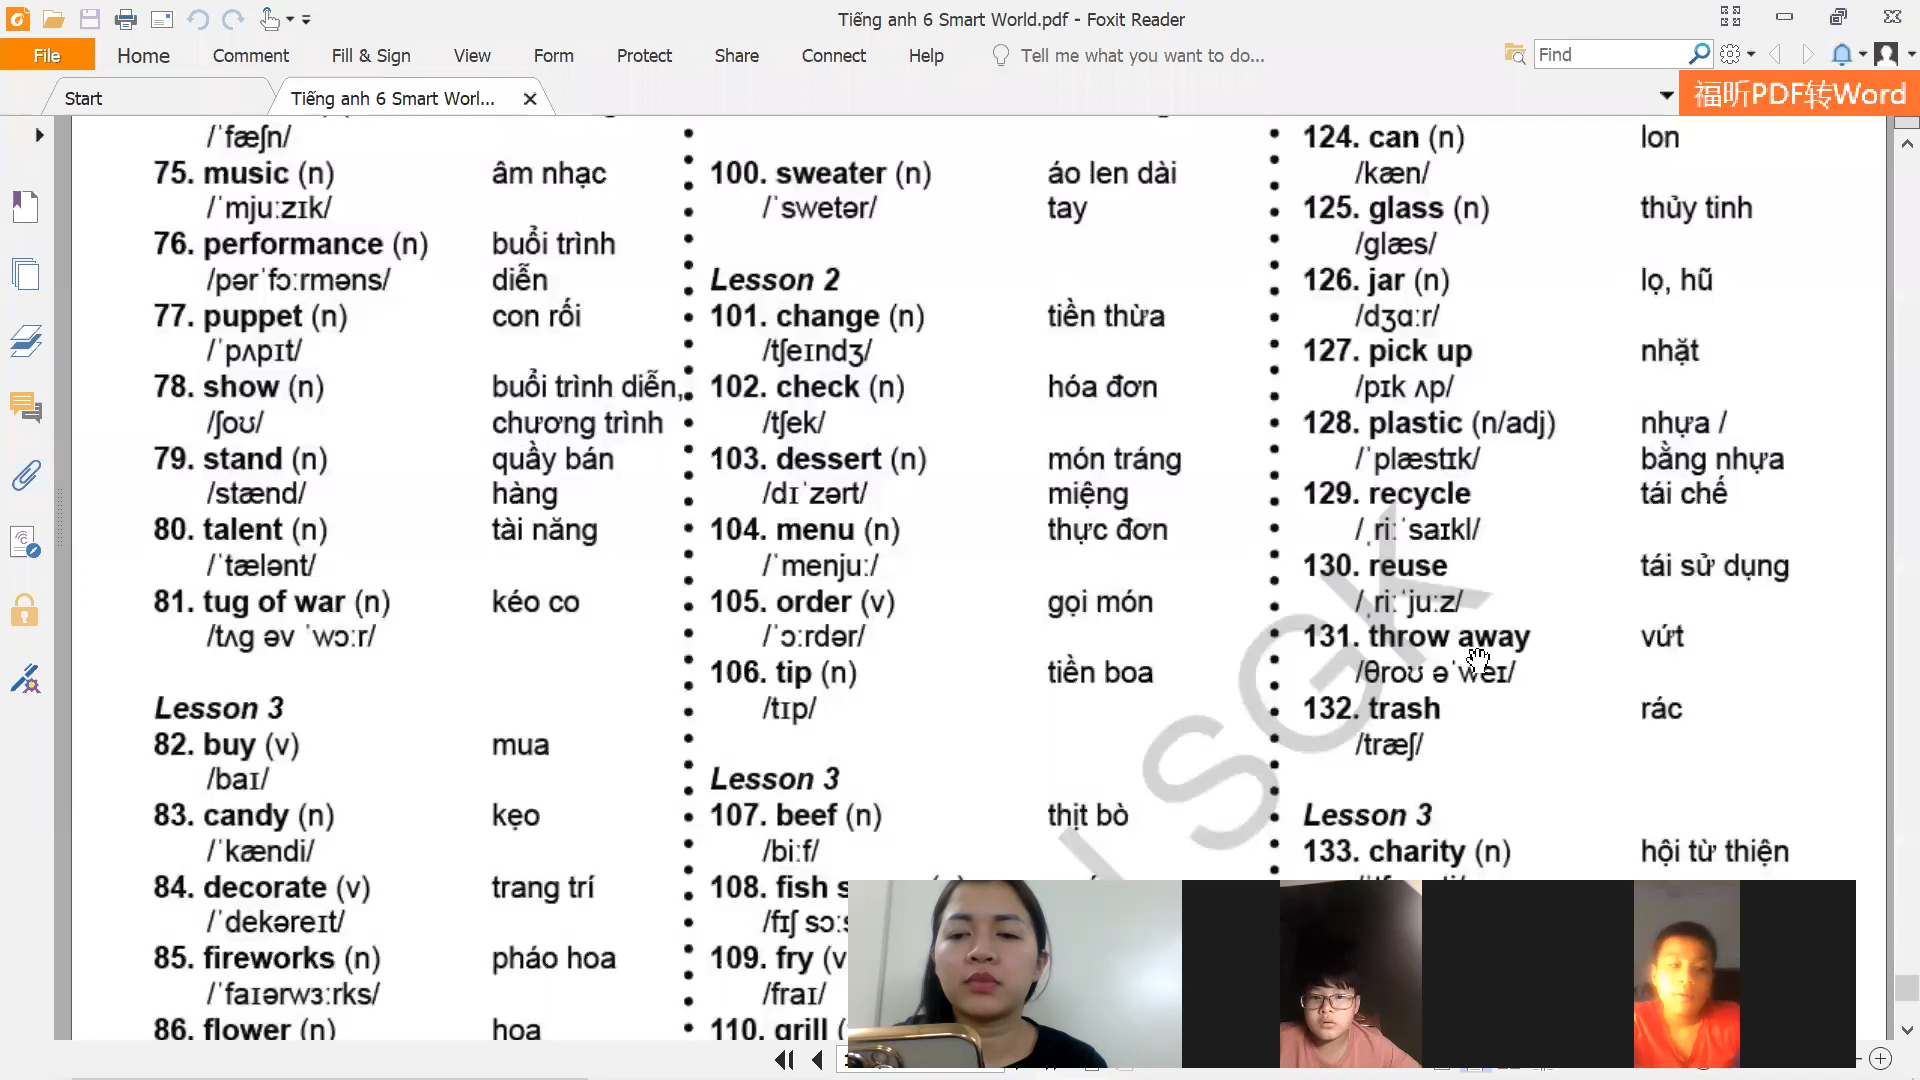 Tiếng anh 6 Smart World.pdf - Foxit Reader
File Home Comment Fill & Sign View Form Protect Share Connect Help Tell me what you want to do... Find
Start Tiếng anh 6 Smart Worl...
福昕PDF转Word
/ˈfæʃn/
75. music (n) âm nhạc
/ˈmjuːzɪk/
76. performance (n) buổi trình
/pərˈfɔːrməns/ diễn
77. puppet (n) con rối
/ˈpʌpɪt/
78. show (n) buổi trình diễn,
/ʃoʊ/ chương trình
79. stand (n) quầy bán
/stænd/ hàng
80. talent (n) tài năng
/ˈtælənt/
81. tug of war (n) kéo co
/tʌg əv ˈwɔːr/
Lesson 3
82. buy (v) mua
/baɪ/
83. candy (n) kẹo
/ˈkændi/
84. decorate (v) trang trí
/ˈdekəreɪt/
85. fireworks (n) pháo hoa
/ˈfaɪərwɜːrks/
86. flower (n) hoa
100. sweater (n) áo len dài
/ˈswetər/ tay
Lesson 2
101. change (n) tiền thừa
/tʃeɪndʒ/
102. check (n) hóa đơn
/tʃek/
103. dessert (n) món tráng
/dɪˈzərt/ miệng
104. menu (n) thực đơn
/ˈmenjuː/
105. order (v) gọi món
/ˈɔːrdər/
106. tip (n) tiền boa
/tɪp/
Lesson 3
107. beef (n) thịt bò
/biːf/
108. fish s
/fɪʃ sɔːs
109. fry (v
/fraɪ/
110. grill (
124. can (n) lon
/kæn/
125. glass (n) thủy tinh
/glæs/
126. jar (n) lọ, hũ
/dʒɑːr/
127. pick up nhặt
/pɪk ʌp/
128. plastic (n/adj) nhựa /
/ˈplæstɪk/ bằng nhựa
129. recycle tái chế
/ˌriːˈsaɪkl/
130. reuse tái sử dụng
/ˌriːˈjuːz/
131. throw away vứt
/θroʊ əˈweɪ/
132. trash rác
/træʃ/
Lesson 3
133. charity (n) hội từ thiện
SGK